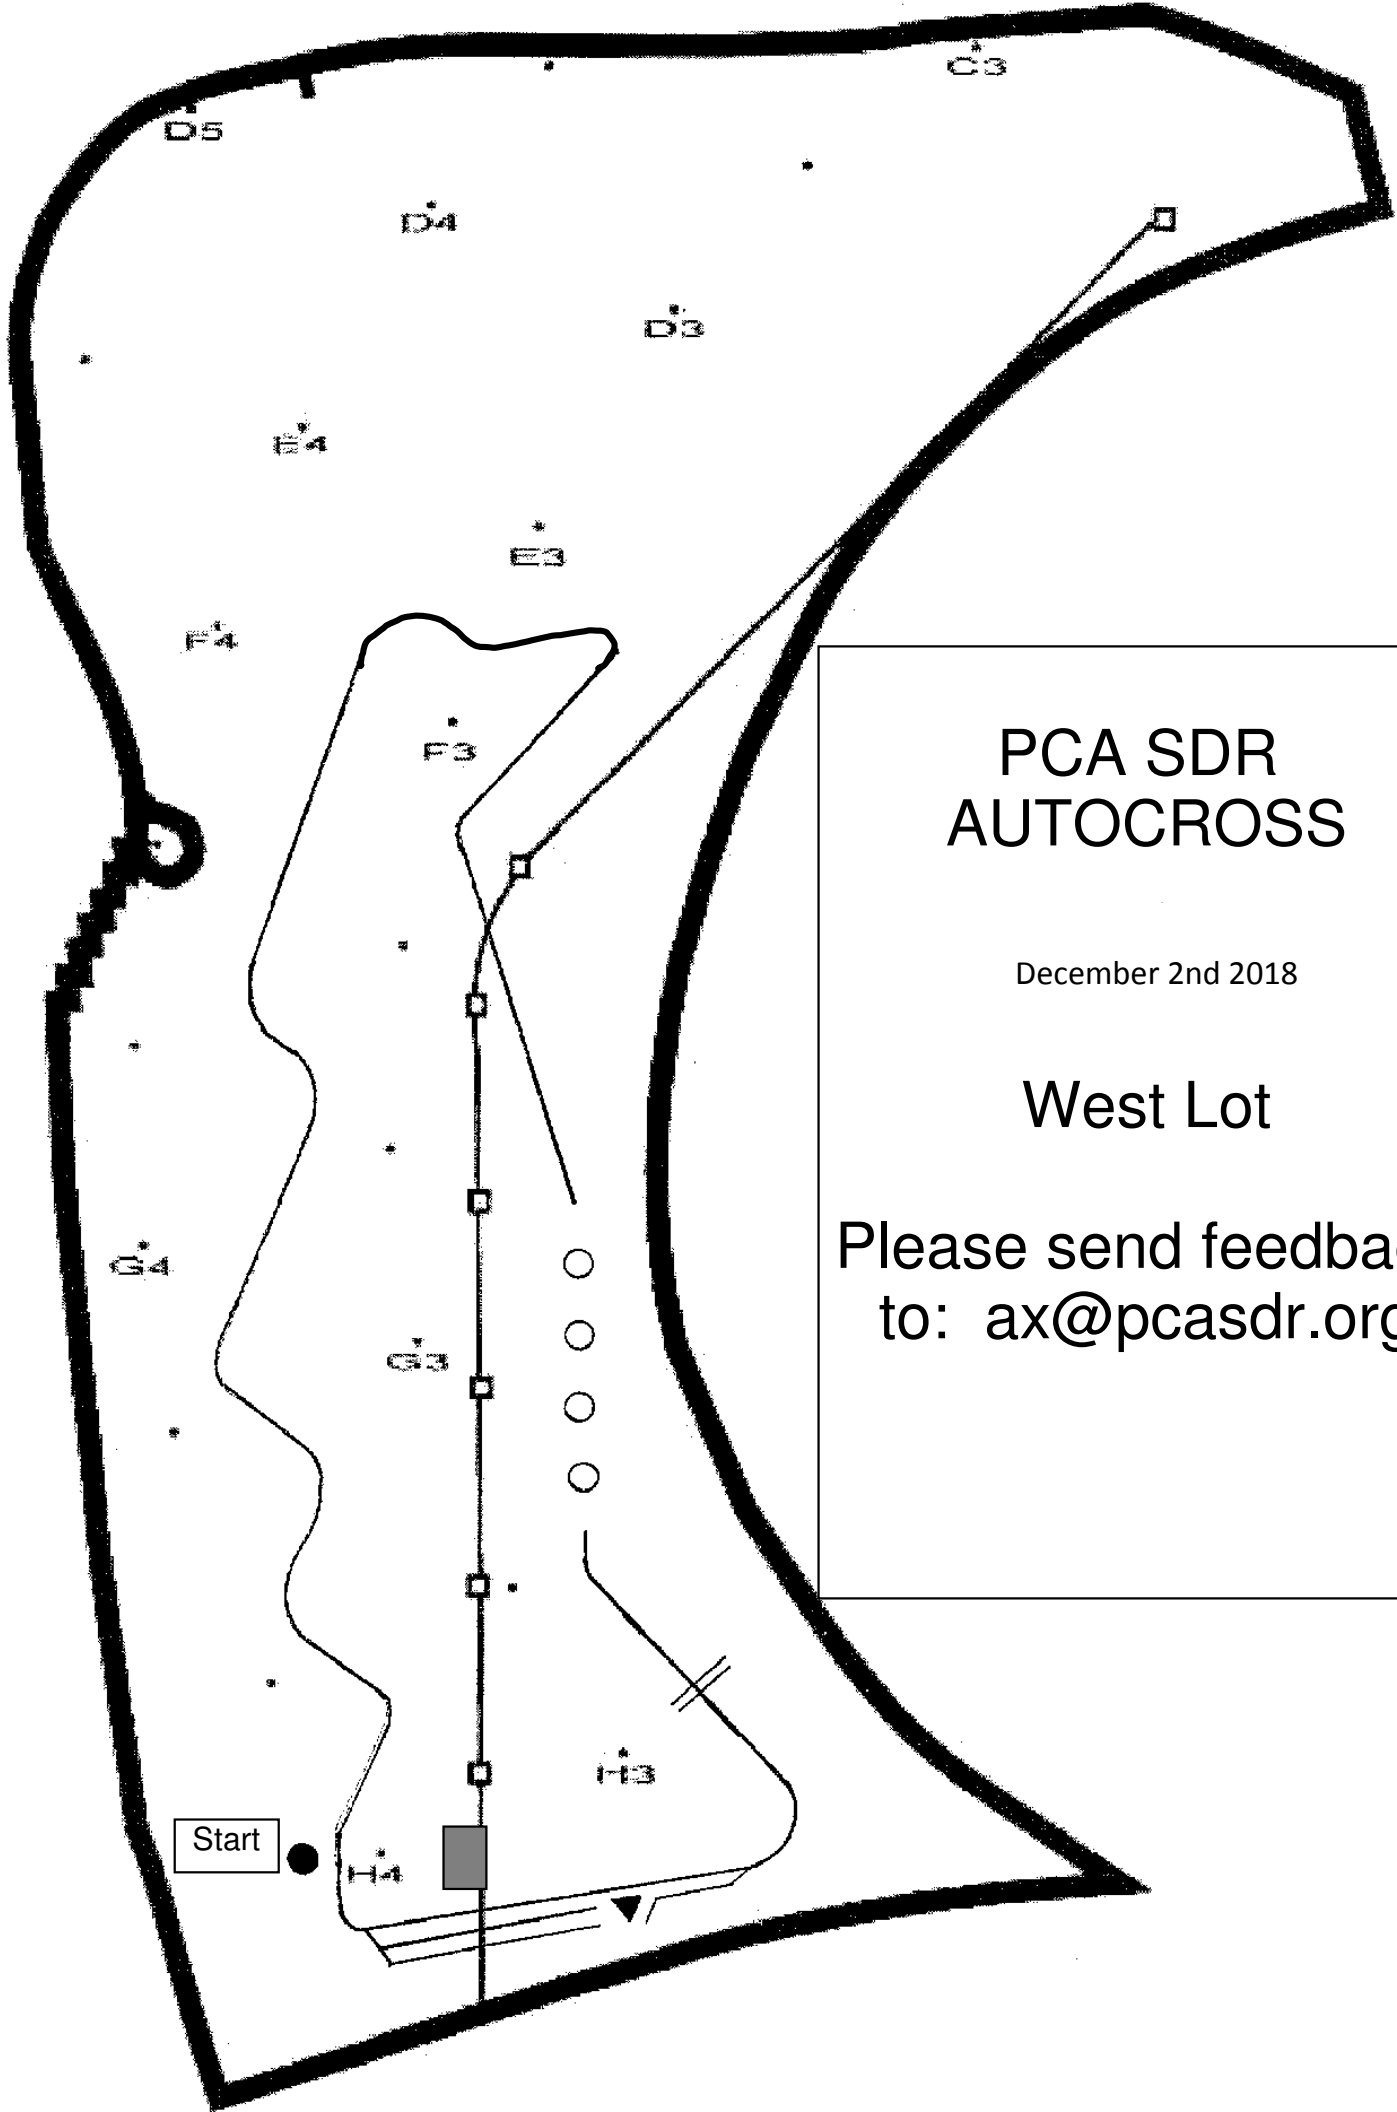 C3
D5
D4
D3
E4
E3
F4
F3
PCA SDR
AUTOCROSS
December 2nd 2018
West Lot
Please send feedba
to: ax@pcasdr.org
G4
G3
H3
Start
H4